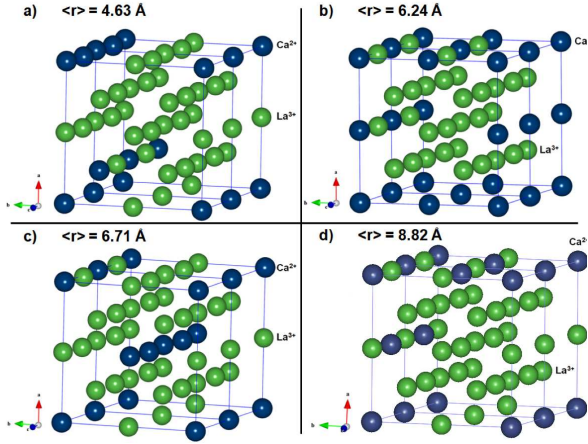 a) <r> = 4.63 Å
Ca²⁺
La³⁺
a
b
c
b) <r> = 6.24 Å
Ca
La³⁺
a
b
c) <r> = 6.71 Å
Ca²⁺
La³⁺
a
b
d) <r> = 8.82 Å
Ca²
La³⁺
a
b